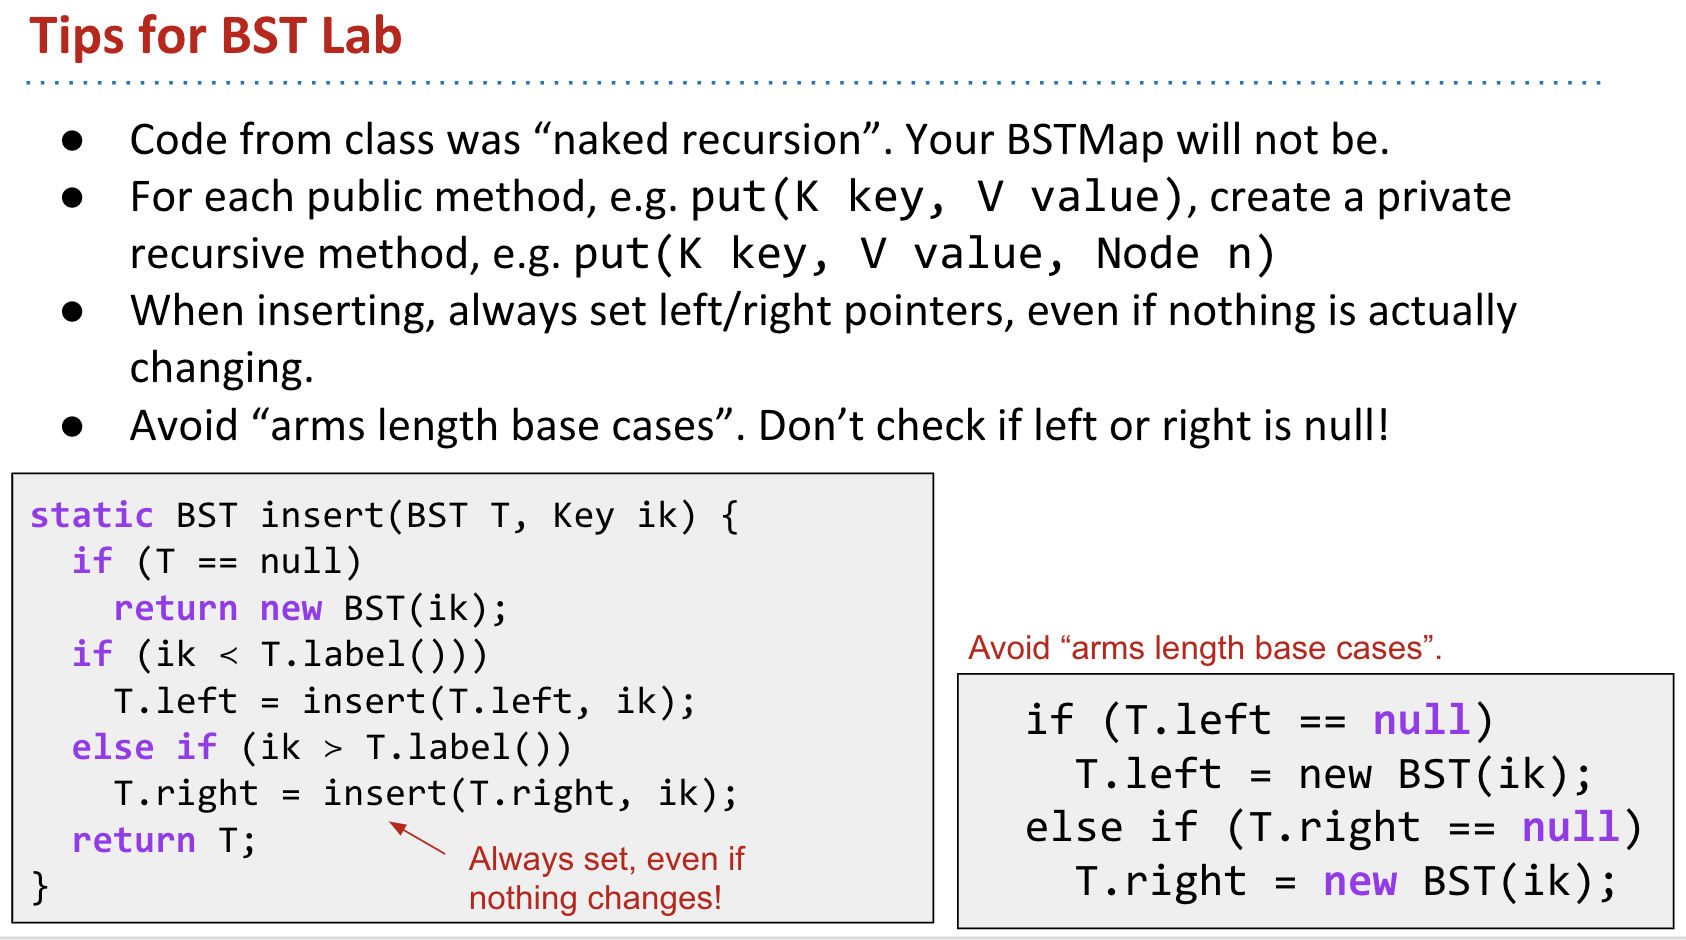 Tips for BST Lab
● Code from class was “naked recursion”. Your BSTMap will not be.
● For each public method, e.g. put(K key, V value), create a private
recursive method, e.g. put(K key, V value, Node n)
● When inserting, always set left/right pointers, even if nothing is actually
changing.
● Avoid “arms length base cases”. Don’t check if left or right is null!
static BST insert(BST T, Key ik) {
  if (T == null)
    return new BST(ik);
  if (ik ≺ T.label()))
    T.left = insert(T.left, ik);
  else if (ik ≻ T.label())
    T.right = insert(T.right, ik);
  return T;
}
Always set, even if
nothing changes!
Avoid “arms length base cases”.
if (T.left == null)
  T.left = new BST(ik);
else if (T.right == null)
  T.right = new BST(ik);